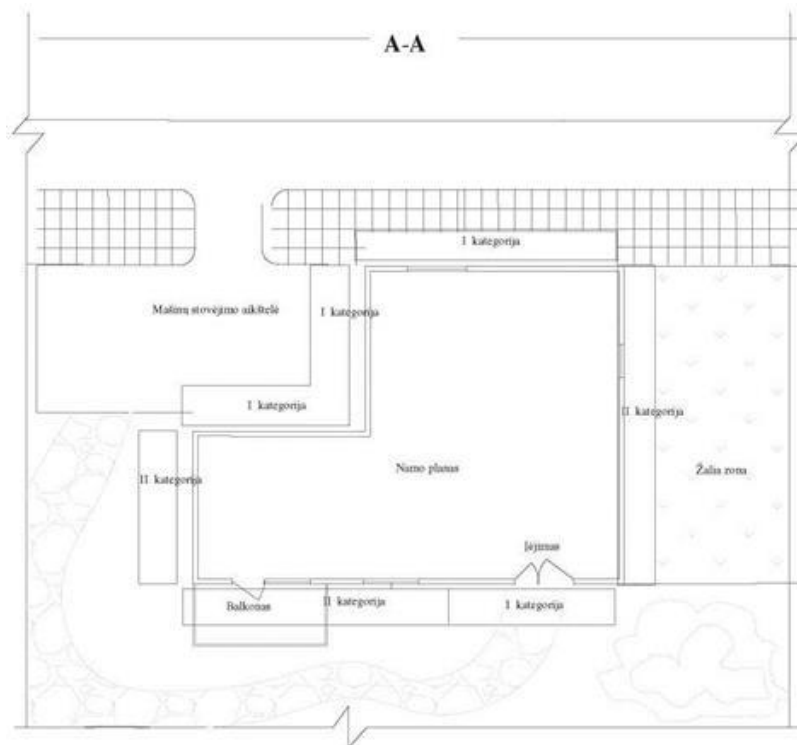 A-A
I kategorija
Mašinų stovėjimo aikštelė
I kategorija
I kategorija
II kategorija
II kategorija
Namo planas
Žalia zona
Įėjimas
Balkonas
II kategorija
I kategorija